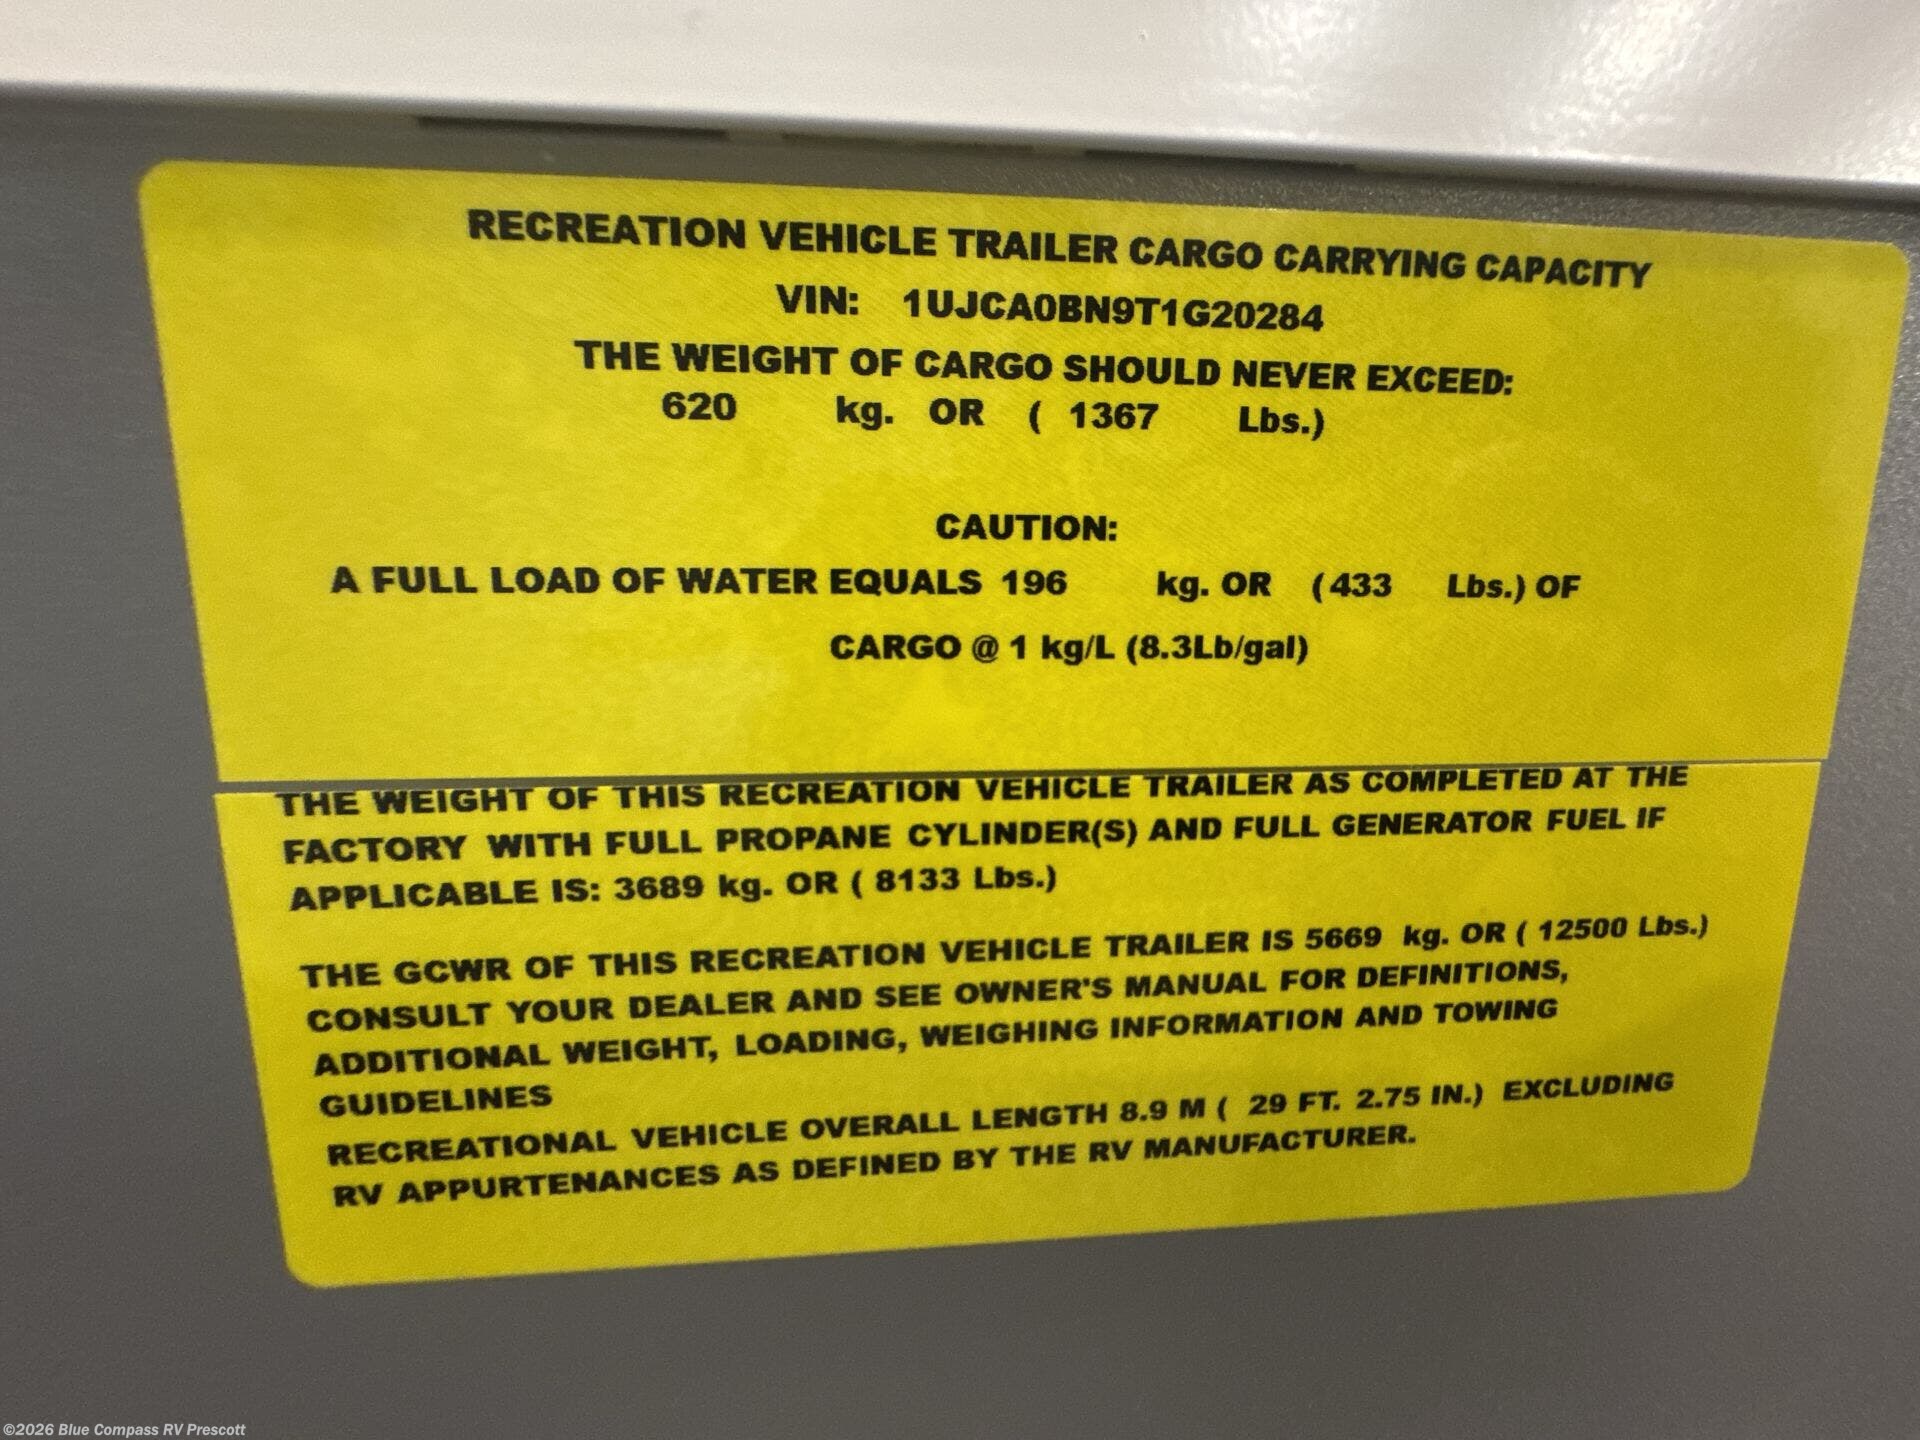 RECREATION VEHICLE TRAILER CARGO CARRYING CAPACITY
VIN: 1UJCA0BN9T1G20284
THE WEIGHT OF CARGO SHOULD NEVER EXCEED:
620 kg. OR ( 1367 Lbs.)
CAUTION:
A FULL LOAD OF WATER EQUALS 196 kg. OR (433 Lbs.) OF
CARGO @ 1 kg/L (8.3Lb/gal)
THE WEIGHT OF THIS RECREATION VEHICLE TRAILER AS COMPLETED AT THE
FACTORY WITH FULL PROPANE CYLINDER(S) AND FULL GENERATOR FUEL IF
APPLICABLE IS: 3689 kg. OR ( 8133 Lbs.)
THE GCWR OF THIS RECREATION VEHICLE TRAILER IS 5669 kg. OR ( 12500 Lbs.)
CONSULT YOUR DEALER AND SEE OWNER'S MANUAL FOR DEFINITIONS,
ADDITIONAL WEIGHT, LOADING, WEIGHING INFORMATION AND TOWING
GUIDELINES
RECREATIONAL VEHICLE OVERALL LENGTH 8.9 M ( 29 FT. 2.75 IN.) EXCLUDING
RV APPURTENANCES AS DEFINED BY THE RV MANUFACTURER.
©2026 Blue Compass RV Prescott